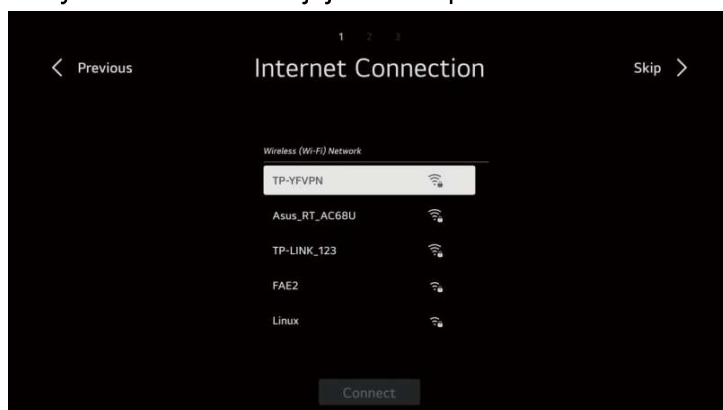 1 2 3
Previous
Internet Connection
Skip
Wireless (Wi-Fi) Network
TP-YFVPN
Asus_RT_AC68U
TP-LINK_123
FAE2
Linux
Connect